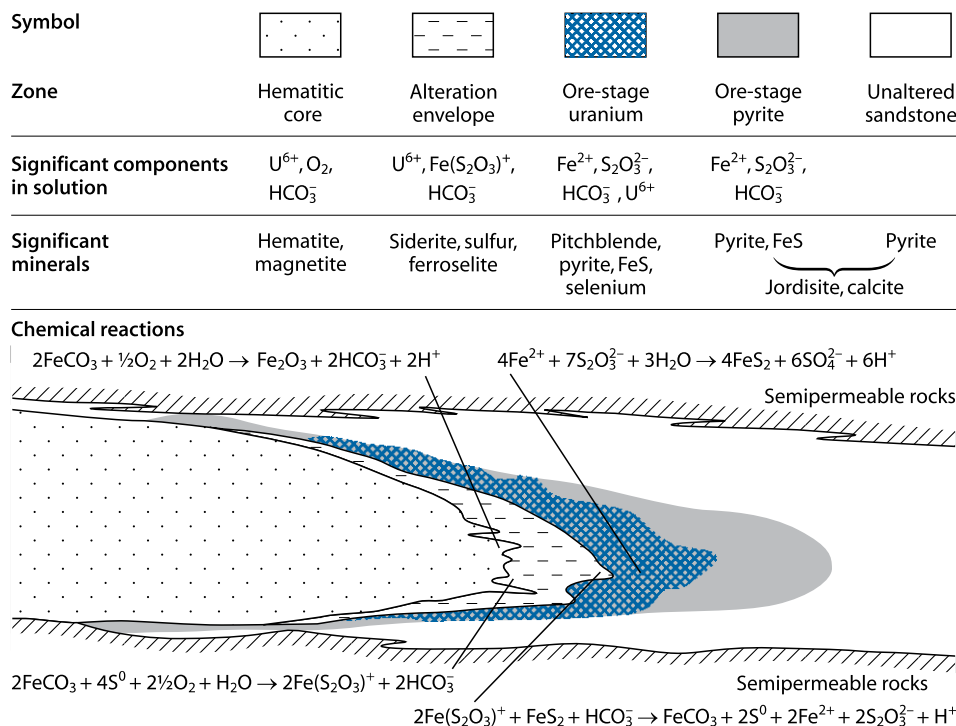 Symbol
Zone Hematitic Alteration Ore-stage Ore-stage Unaltered
core envelope uranium pyrite sandstone
Significant components U⁶⁺, O₂, U⁶⁺, Fe(S₂O₃)⁺, Fe²⁺, S₂O₃²⁻, Fe²⁺, S₂O₃²⁻,
in solution HCO₃⁻ HCO₃⁻ HCO₃⁻, U⁶⁺ HCO₃⁻
Significant Hematite, Siderite, sulfur, Pitchblende, Pyrite, FeS Pyrite
minerals magnetite ferroselite pyrite, FeS,
selenium Jordisite, calcite
Chemical reactions
2FeCO₃ + ½O₂ + 2H₂O → Fe₂O₃ + 2HCO₃⁻ + 2H⁺ 4Fe²⁺ + 7S₂O₃²⁻ + 3H₂O → 4FeS₂ + 6SO₄²⁻ + 6H⁺
Semipermeable rocks
2FeCO₃ + 4S⁰ + 2½O₂ + H₂O → 2Fe(S₂O₃)⁺ + 2HCO₃⁻ Semipermeable rocks
2Fe(S₂O₃)⁺ + FeS₂ + HCO₃⁻ → FeCO₃ + 2S⁰ + 2Fe²⁺ + 2S₂O₃²⁻ + H⁺